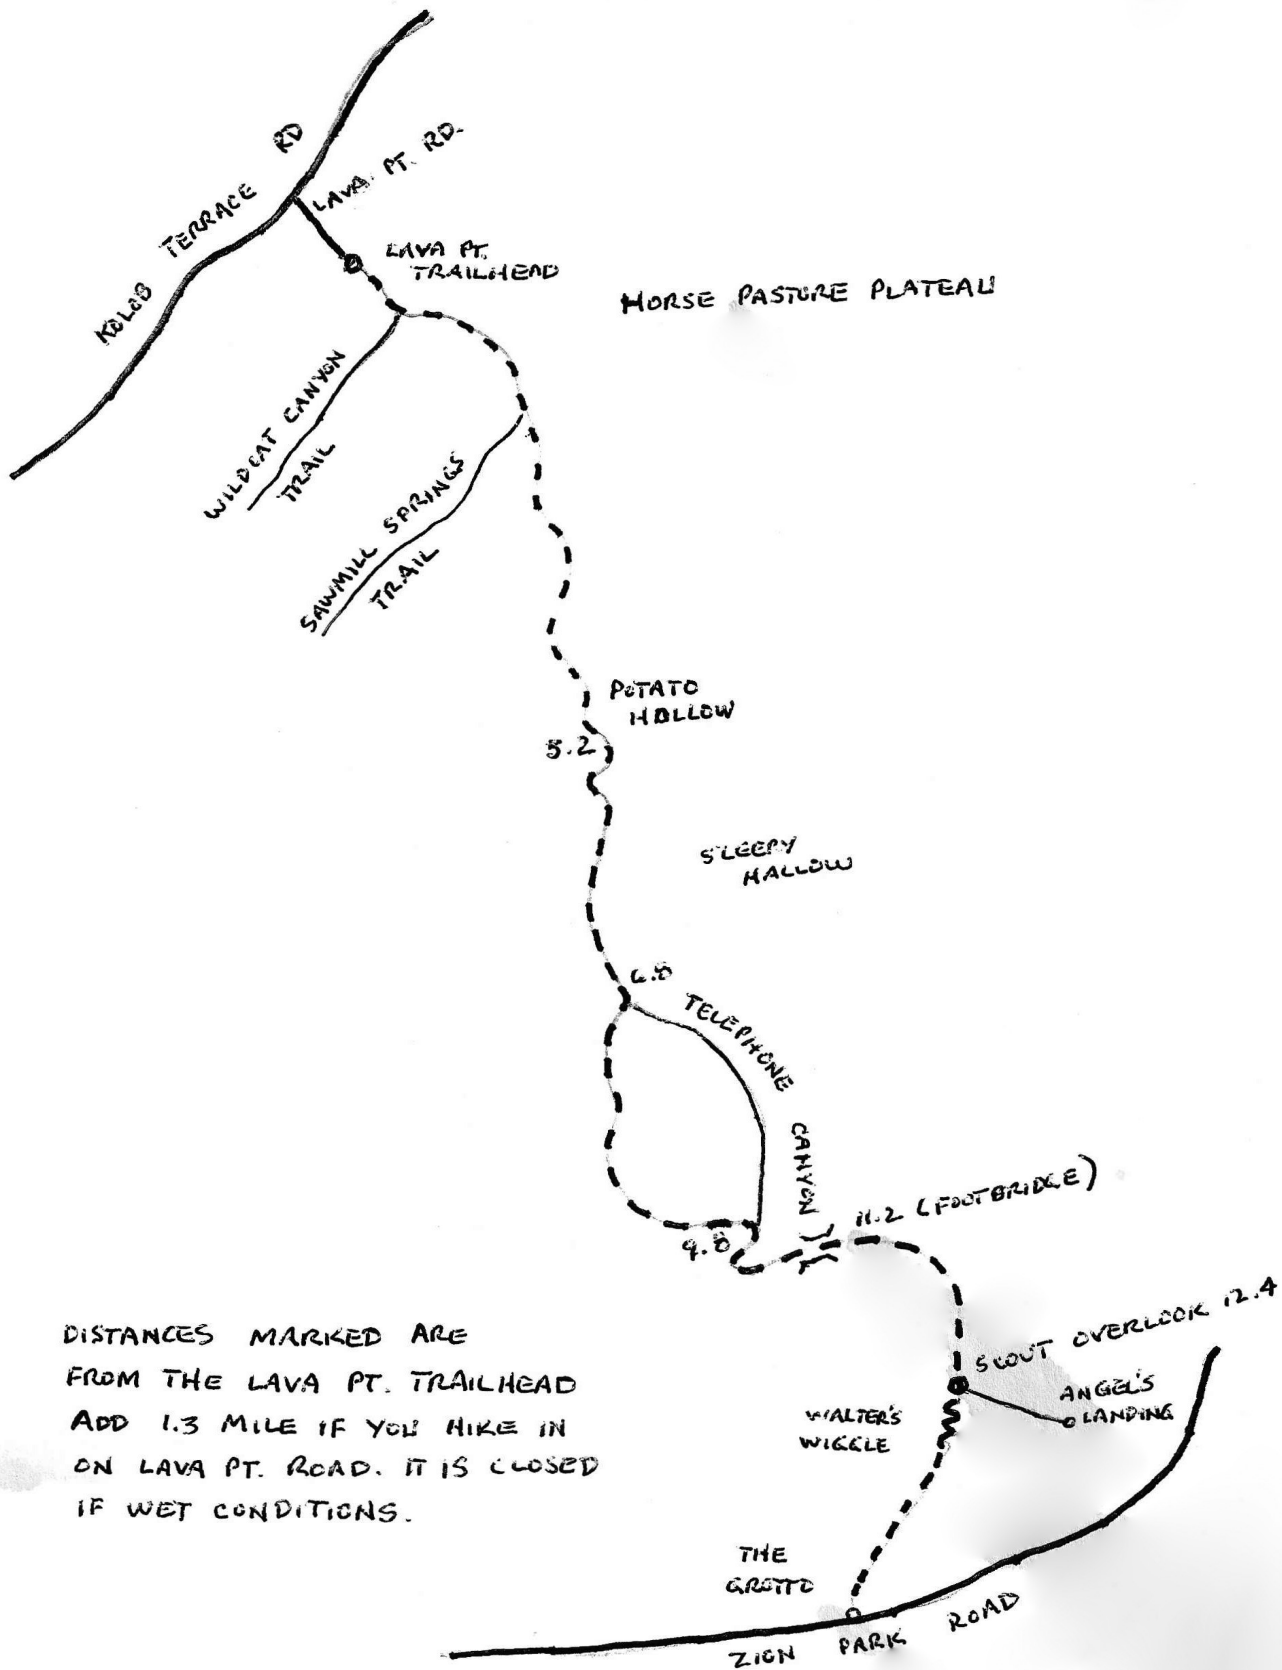 KOLOB TERRACE RD
LAVA PT. RD.
LAVA PT.
TRAILHEAD
HORSE PASTURE PLATEAU
WILDCAT CANYON
TRAIL
SAWMILL SPRINGS
TRAIL
POTATO
HOLLOW
5.2
SLEEPY
HALLOW
6.8
TELEPHONE CANYON
9.8
11.2 (FOOTBRIDGE)
SCOUT OVERLOOK 12.4
ANGEL'S
LANDING
WALTER'S
WIGGLE
DISTANCES MARKED ARE
FROM THE LAVA PT. TRAILHEAD
ADD 1.3 MILE IF YOU HIKE IN
ON LAVA PT. ROAD. IT IS CLOSED
IF WET CONDITIONS.
THE
GROTTO
ZION PARK ROAD